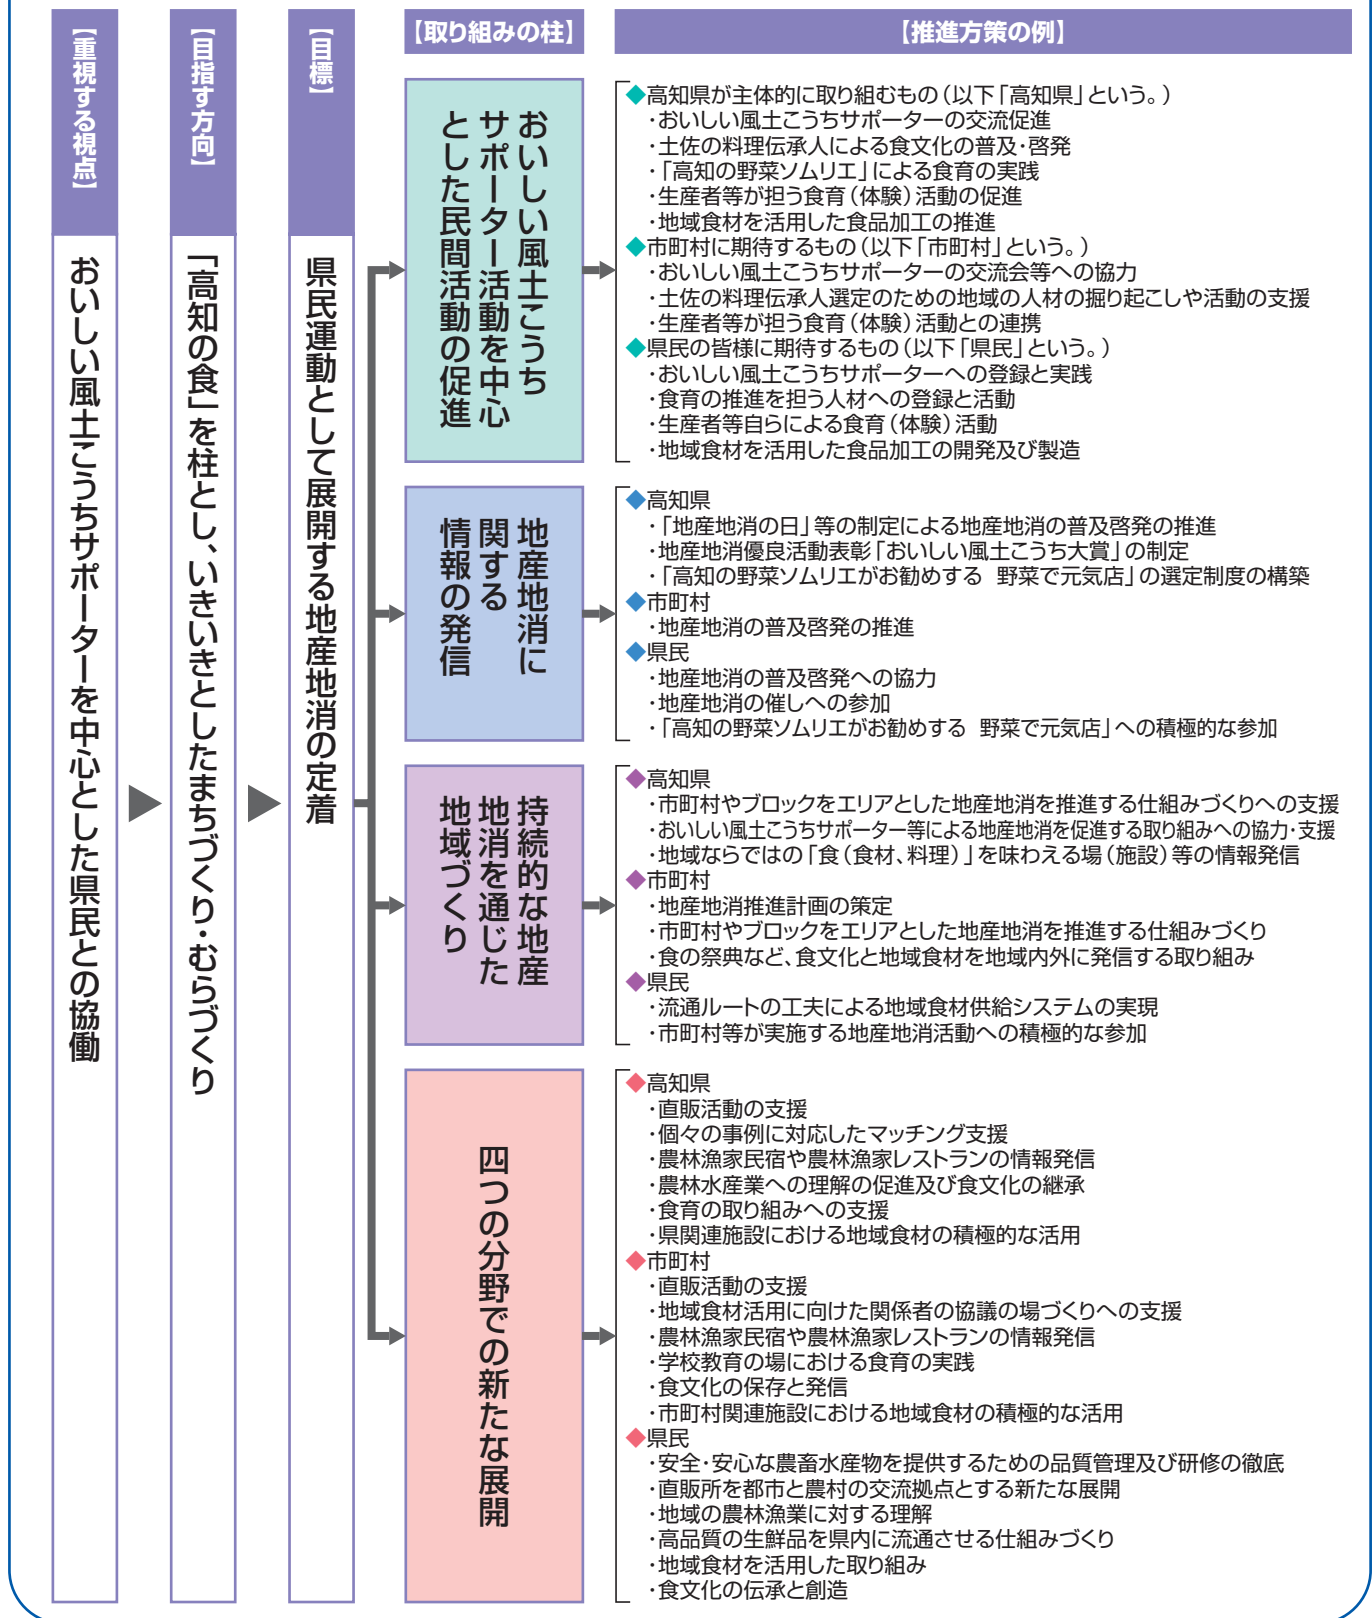 【重視する視点】
おいしい風土こうちサポーターを中心とした県民との協働
【目指す方向】
「高知の食」を柱とし、いきいきとしたまちづくり・むらづくり
【目標】
県民運動として展開する地産地消の定着
【取り組みの柱】
【推進方策の例】
おいしい風土こうち
サポーター活動を中心
とした民間活動の促進
◆高知県が主体的に取り組むもの（以下「高知県」という。）
・おいしい風土こうちサポーターの交流促進
・土佐の料理伝承人による食文化の普及・啓発
・「高知の野菜ソムリエ」による食育の実践
・生産者等が担う食育（体験）活動の促進
・地域食材を活用した食品加工の推進
◆市町村に期待するもの（以下「市町村」という。）
・おいしい風土こうちサポーターの交流会等への協力
・土佐の料理伝承人選定のための地域の人材の掘り起こしや活動の支援
・生産者等が担う食育（体験）活動との連携
◆県民の皆様に期待するもの（以下「県民」という。）
・おいしい風土こうちサポーターへの登録と実践
・食育の推進を担う人材への登録と活動
・生産者等自らによる食育（体験）活動
・地域食材を活用した食品加工の開発及び製造
地産地消に
関する
情報の発信
◆高知県
・「地産地消の日」等の制定による地産地消の普及啓発の推進
・地産地消優良活動表彰「おいしい風土こうち大賞」の制定
・「高知の野菜ソムリエがお勧めする 野菜で元気店」の選定制度の構築
◆市町村
・地産地消の普及啓発の推進
◆県民
・地産地消の普及啓発への協力
・地産地消の催しへの参加
・「高知の野菜ソムリエがお勧めする 野菜で元気店」への積極的な参加
持続的な地産
地消を通じた
地域づくり
◆高知県
・市町村やブロックをエリアとした地産地消を推進する仕組みづくりへの支援
・おいしい風土こうちサポーター等による地産地消を促進する取り組みへの協力・支援
・地域ならではの「食（食材、料理）」を味わえる場（施設）等の情報発信
◆市町村
・地産地消推進計画の策定
・市町村やブロックをエリアとした地産地消を推進する仕組みづくり
・食の祭典など、食文化と地域食材を地域内外に発信する取り組み
◆県民
・流通ルートの工夫による地域食材供給システムの実現
・市町村等が実施する地産地消活動への積極的な参加
四つの分野での新たな展開
◆高知県
・直販活動の支援
・個々の事例に対応したマッチング支援
・農林漁家民宿や農林漁家レストランの情報発信
・農林水産業への理解の促進及び食文化の継承
・食育の取り組みへの支援
・県関連施設における地域食材の積極的な活用
◆市町村
・直販活動の支援
・地域食材活用に向けた関係者の協議の場づくりへの支援
・農林漁家民宿や農林漁家レストランの情報発信
・学校教育の場における食育の実践
・食文化の保存と発信
・市町村関連施設における地域食材の積極的な活用
◆県民
・安全・安心な農畜水産物を提供するための品質管理及び研修の徹底
・直販所を都市と農村の交流拠点とする新たな展開
・地域の農林漁業に対する理解
・高品質の生鮮品を県内に流通させる仕組みづくり
・地域食材を活用した取り組み
・食文化の伝承と創造